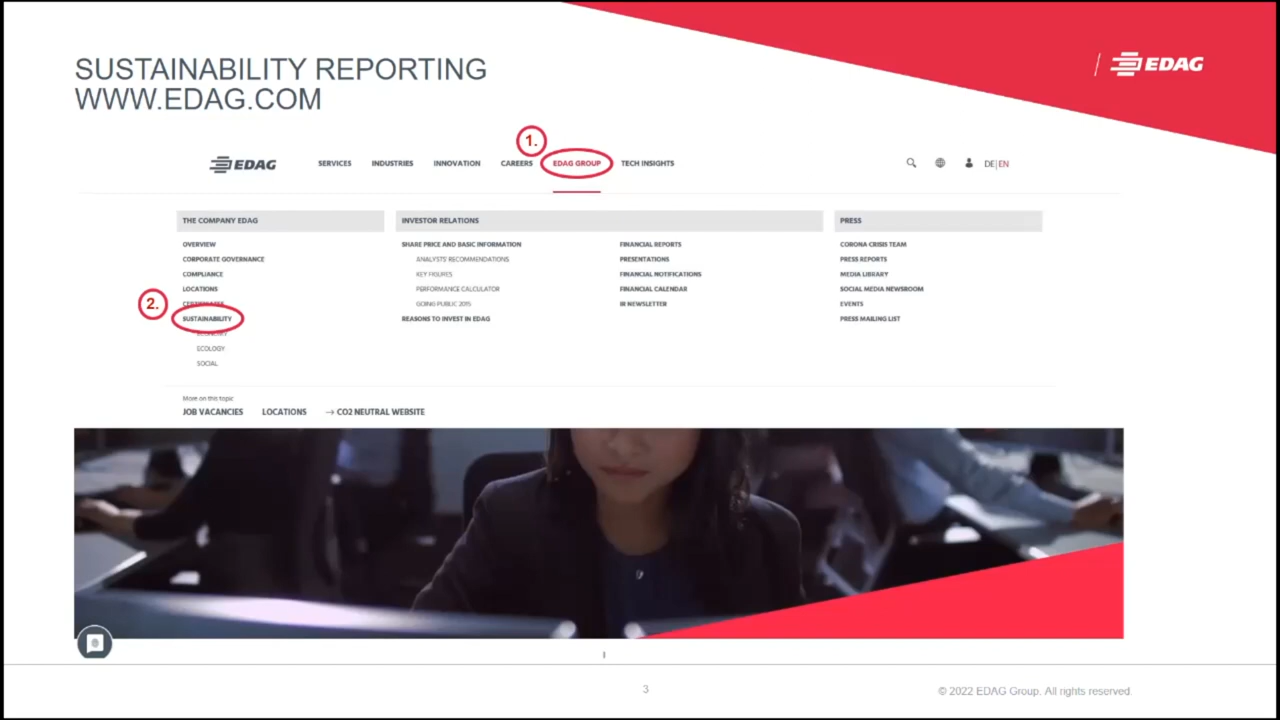 SUSTAINABILITY REPORTING
WWW.EDAG.COM
EDAG
1.
EDAG
SERVICES
INDUSTRIES
INNOVATION
CAREERS
EDAG GROUP
TECH INSIGHTS
DE|EN
THE COMPANY EDAG
OVERVIEW
CORPORATE GOVERNANCE
COMPLIANCE
LOCATIONS
CERTIFICATES
2.
SUSTAINABILITY
ECOLOGY
SOCIAL
INVESTOR RELATIONS
SHARE PRICE AND BASIC INFORMATION
ANALYSTS' RECOMMENDATIONS
KEY FIGURES
PERFORMANCE CALCULATOR
GOING PUBLIC 2015
REASONS TO INVEST IN EDAG
FINANCIAL REPORTS
PRESENTATIONS
FINANCIAL NOTIFICATIONS
FINANCIAL CALENDAR
IR NEWSLETTER
PRESS
CORONA CRISIS TEAM
PRESS REPORTS
MEDIA LIBRARY
SOCIAL MEDIA NEWSROOM
EVENTS
PRESS MAILING LIST
More on this topic
JOB VACANCIES
LOCATIONS
→ CO2 NEUTRAL WEBSITE
3
© 2022 EDAG Group. All rights reserved.